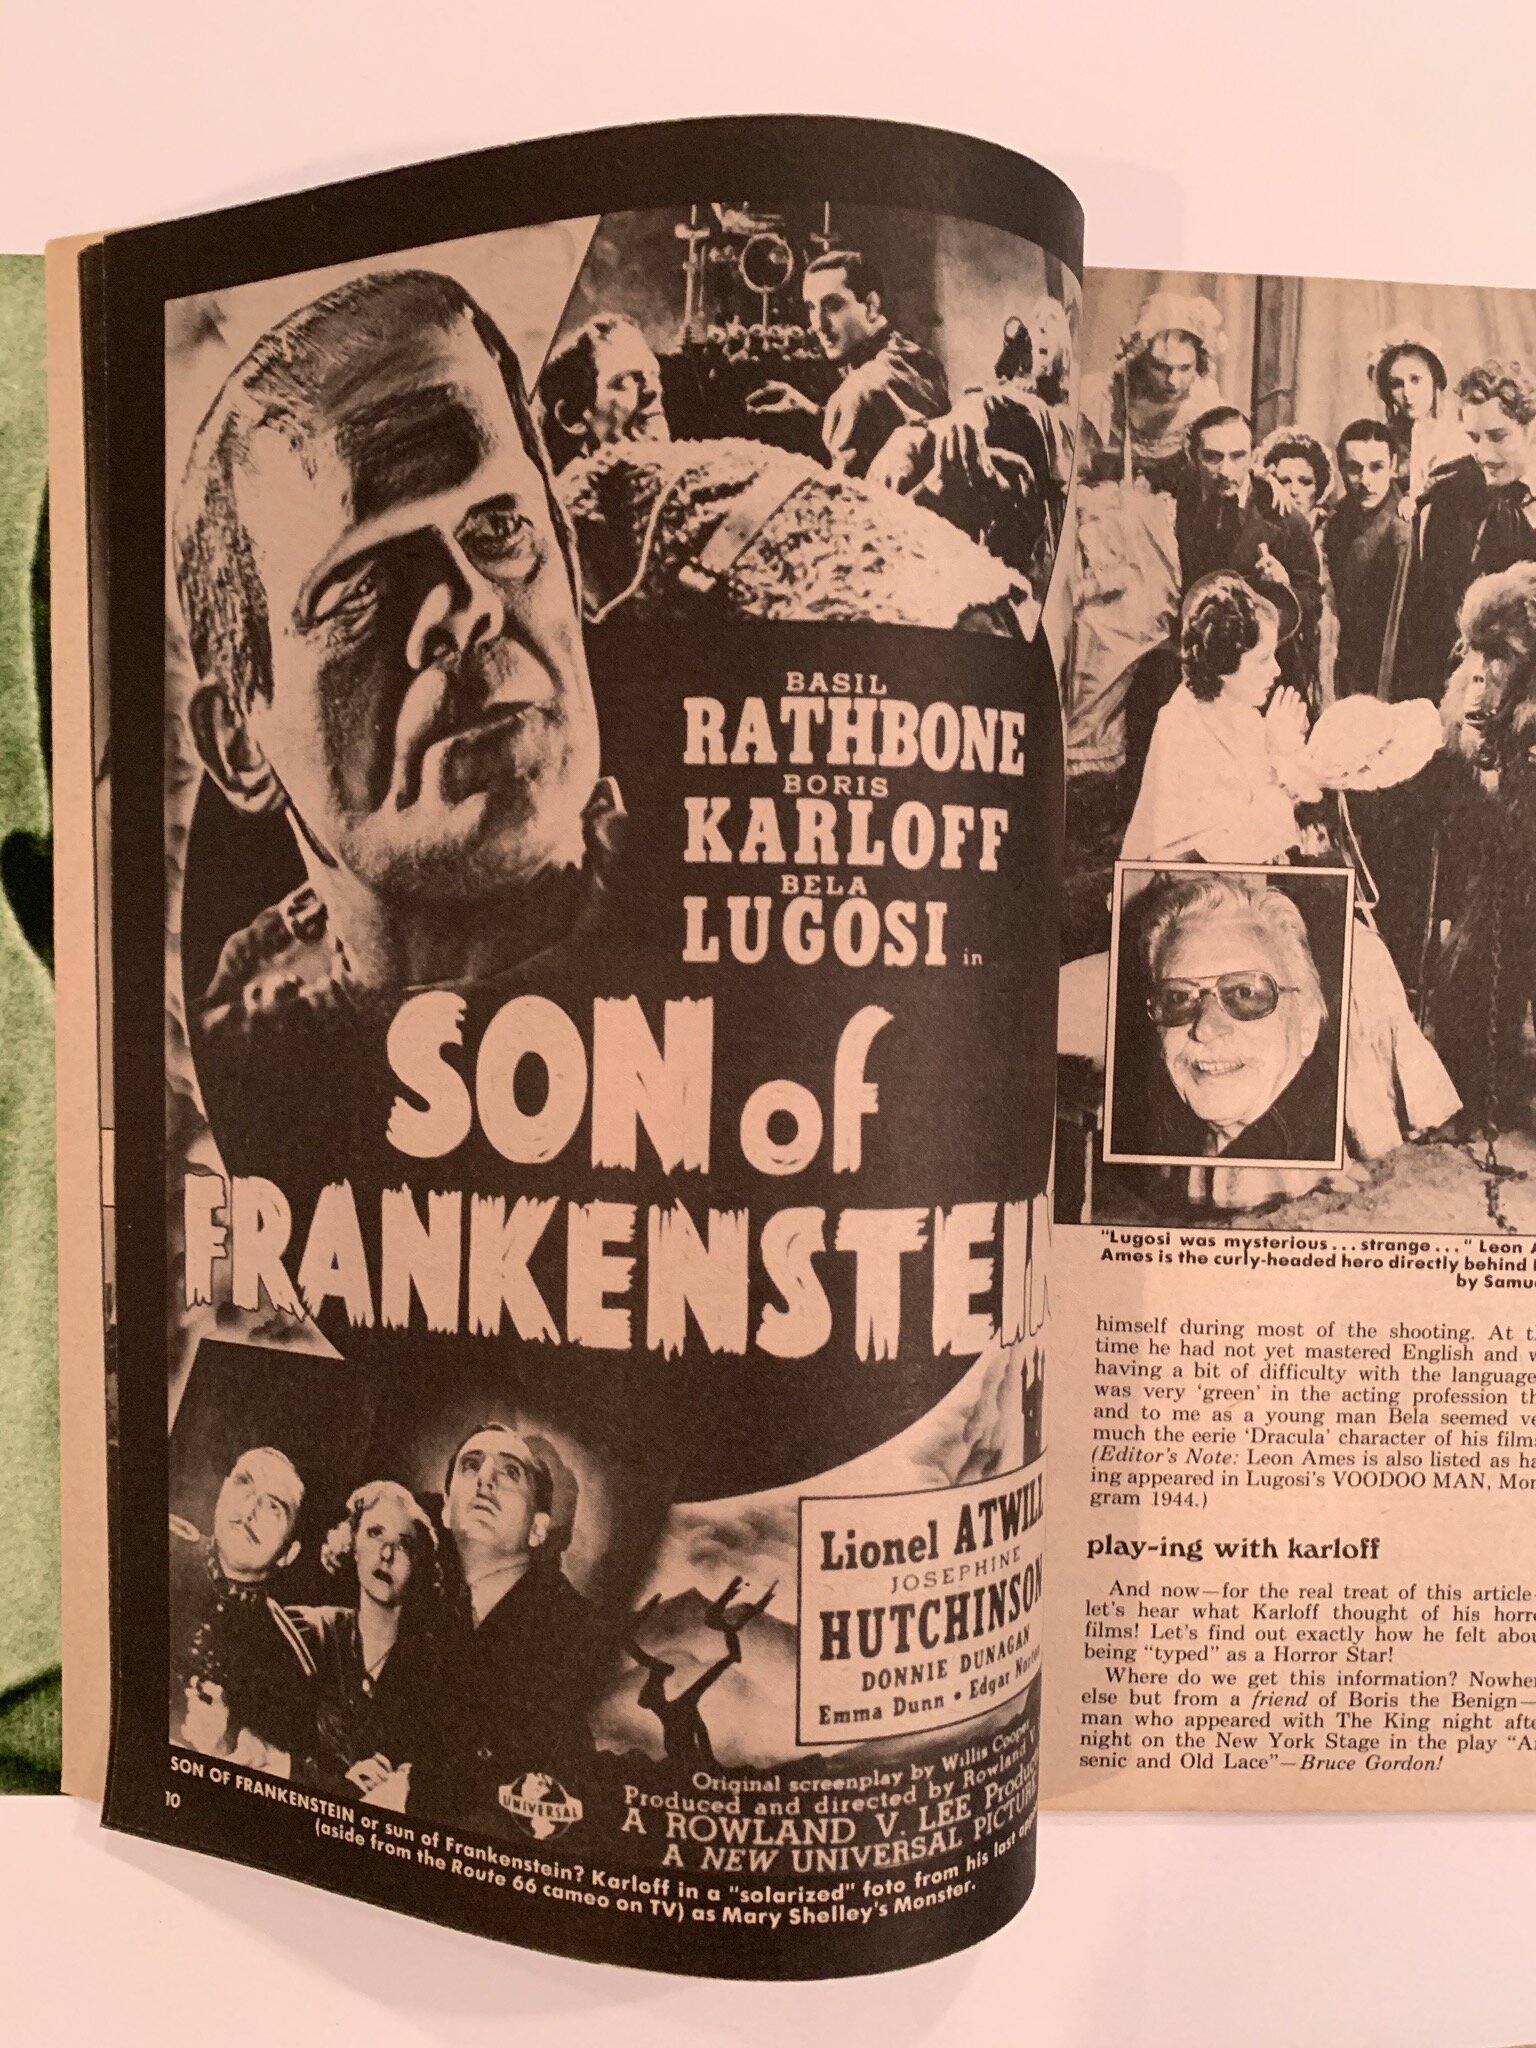 BASIL
RATHBONE
BORIS
KARLOFF
BELA
LUGOSI in
SON of
FRANKENSTEIN
Lionel ATWILL
JOSEPHINE
HUTCHINSON
DONNIE DUNAGAN
Emma Dunn • Edgar Norton
Original screenplay by Willis Cooper
Produced and directed by Rowland V.
A ROWLAND V. LEE
A NEW UNIVERSAL PICTURE
UNIVERSAL
SON OF FRANKENSTEIN or sun of Frankenstein? Karloff in a "solarized" foto from his last
(aside from the Route 66 cameo on TV) as Mary Shelley's Monster.
10
"Lugosi was mysterious...strange..." Leon
Ames is the curly-headed hero directly behind
by
himself during most of the shooting. At
time he had not yet mastered English and
having a bit of difficulty with the language
was very 'green' in the acting profession
and to me as a young man Bela seemed
much the eerie 'Dracula' character of his
(Editor's Note: Leon Ames is also listed as
ing appeared in Lugosi's VOODOO MAN,
gram 1944.)
play-ing with karloff
And now—for the real treat of this article
let's hear what Karloff thought of his
films! Let's find out exactly how he felt
being "typed" as a Horror Star!
Where do we get this information?
else but from a friend of Boris the Benign—
man who appeared with The King night
night on the New York Stage in the play
senic and Old Lace"—Bruce Gordon!